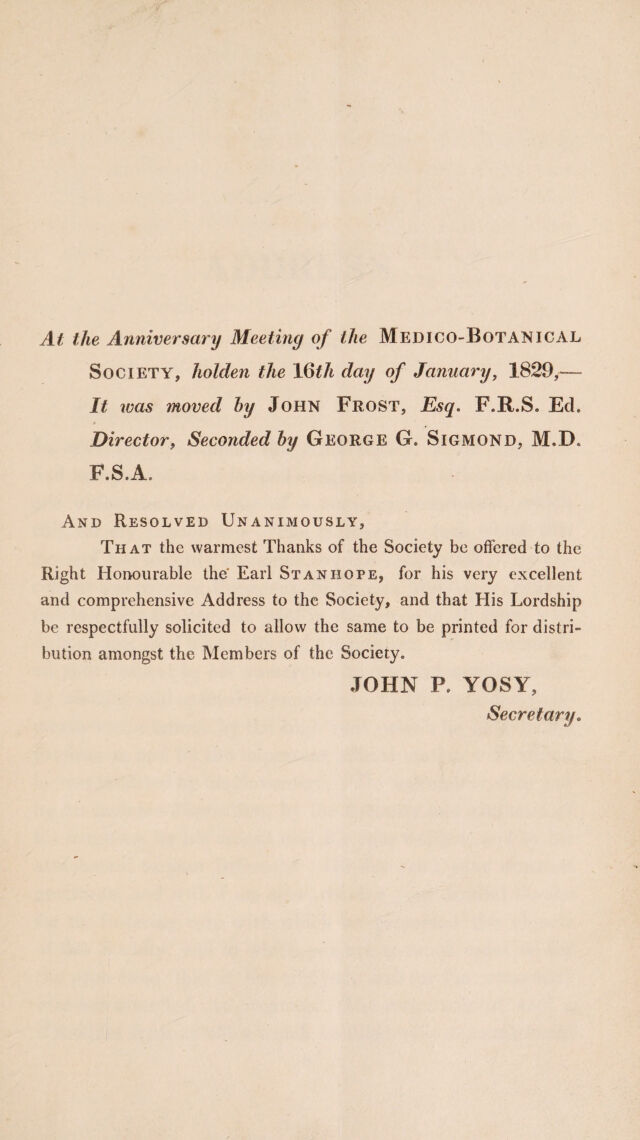 At the Anniversary Meeting of the MEDICO-BOTANICAL
SOCIETY, holden the 16th day of January, 1829,—
It was moved by JOHN FROST, Esq. F.R.S. Ed.
Director, Seconded by GEORGE G. SIGMOND, M.D.
F.S.A.
AND RESOLVED UNANIMOUSLY,
THAT the warmest Thanks of the Society be offered to the
Right Honourable the Earl STANHOPE, for his very excellent
and comprehensive Address to the Society, and that His Lordship
be respectfully solicited to allow the same to be printed for distri-
bution amongst the Members of the Society.
JOHN P. YOSY,
Secretary.